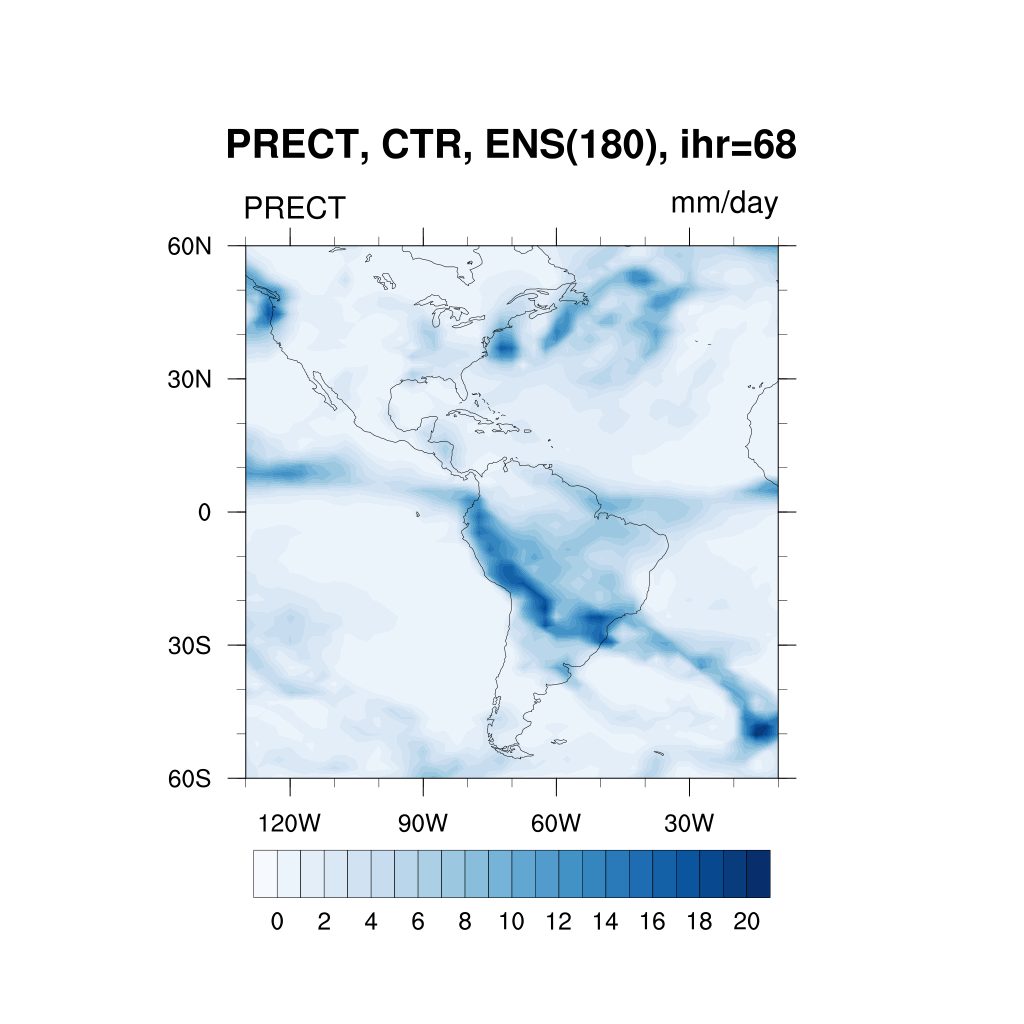 PRECT, CTR, ENS(180), ihr=68
PRECT mm/day
60N
30N
0
30S
60S
120W 90W 60W 30W
0 2 4 6 8 10 12 14 16 18 20